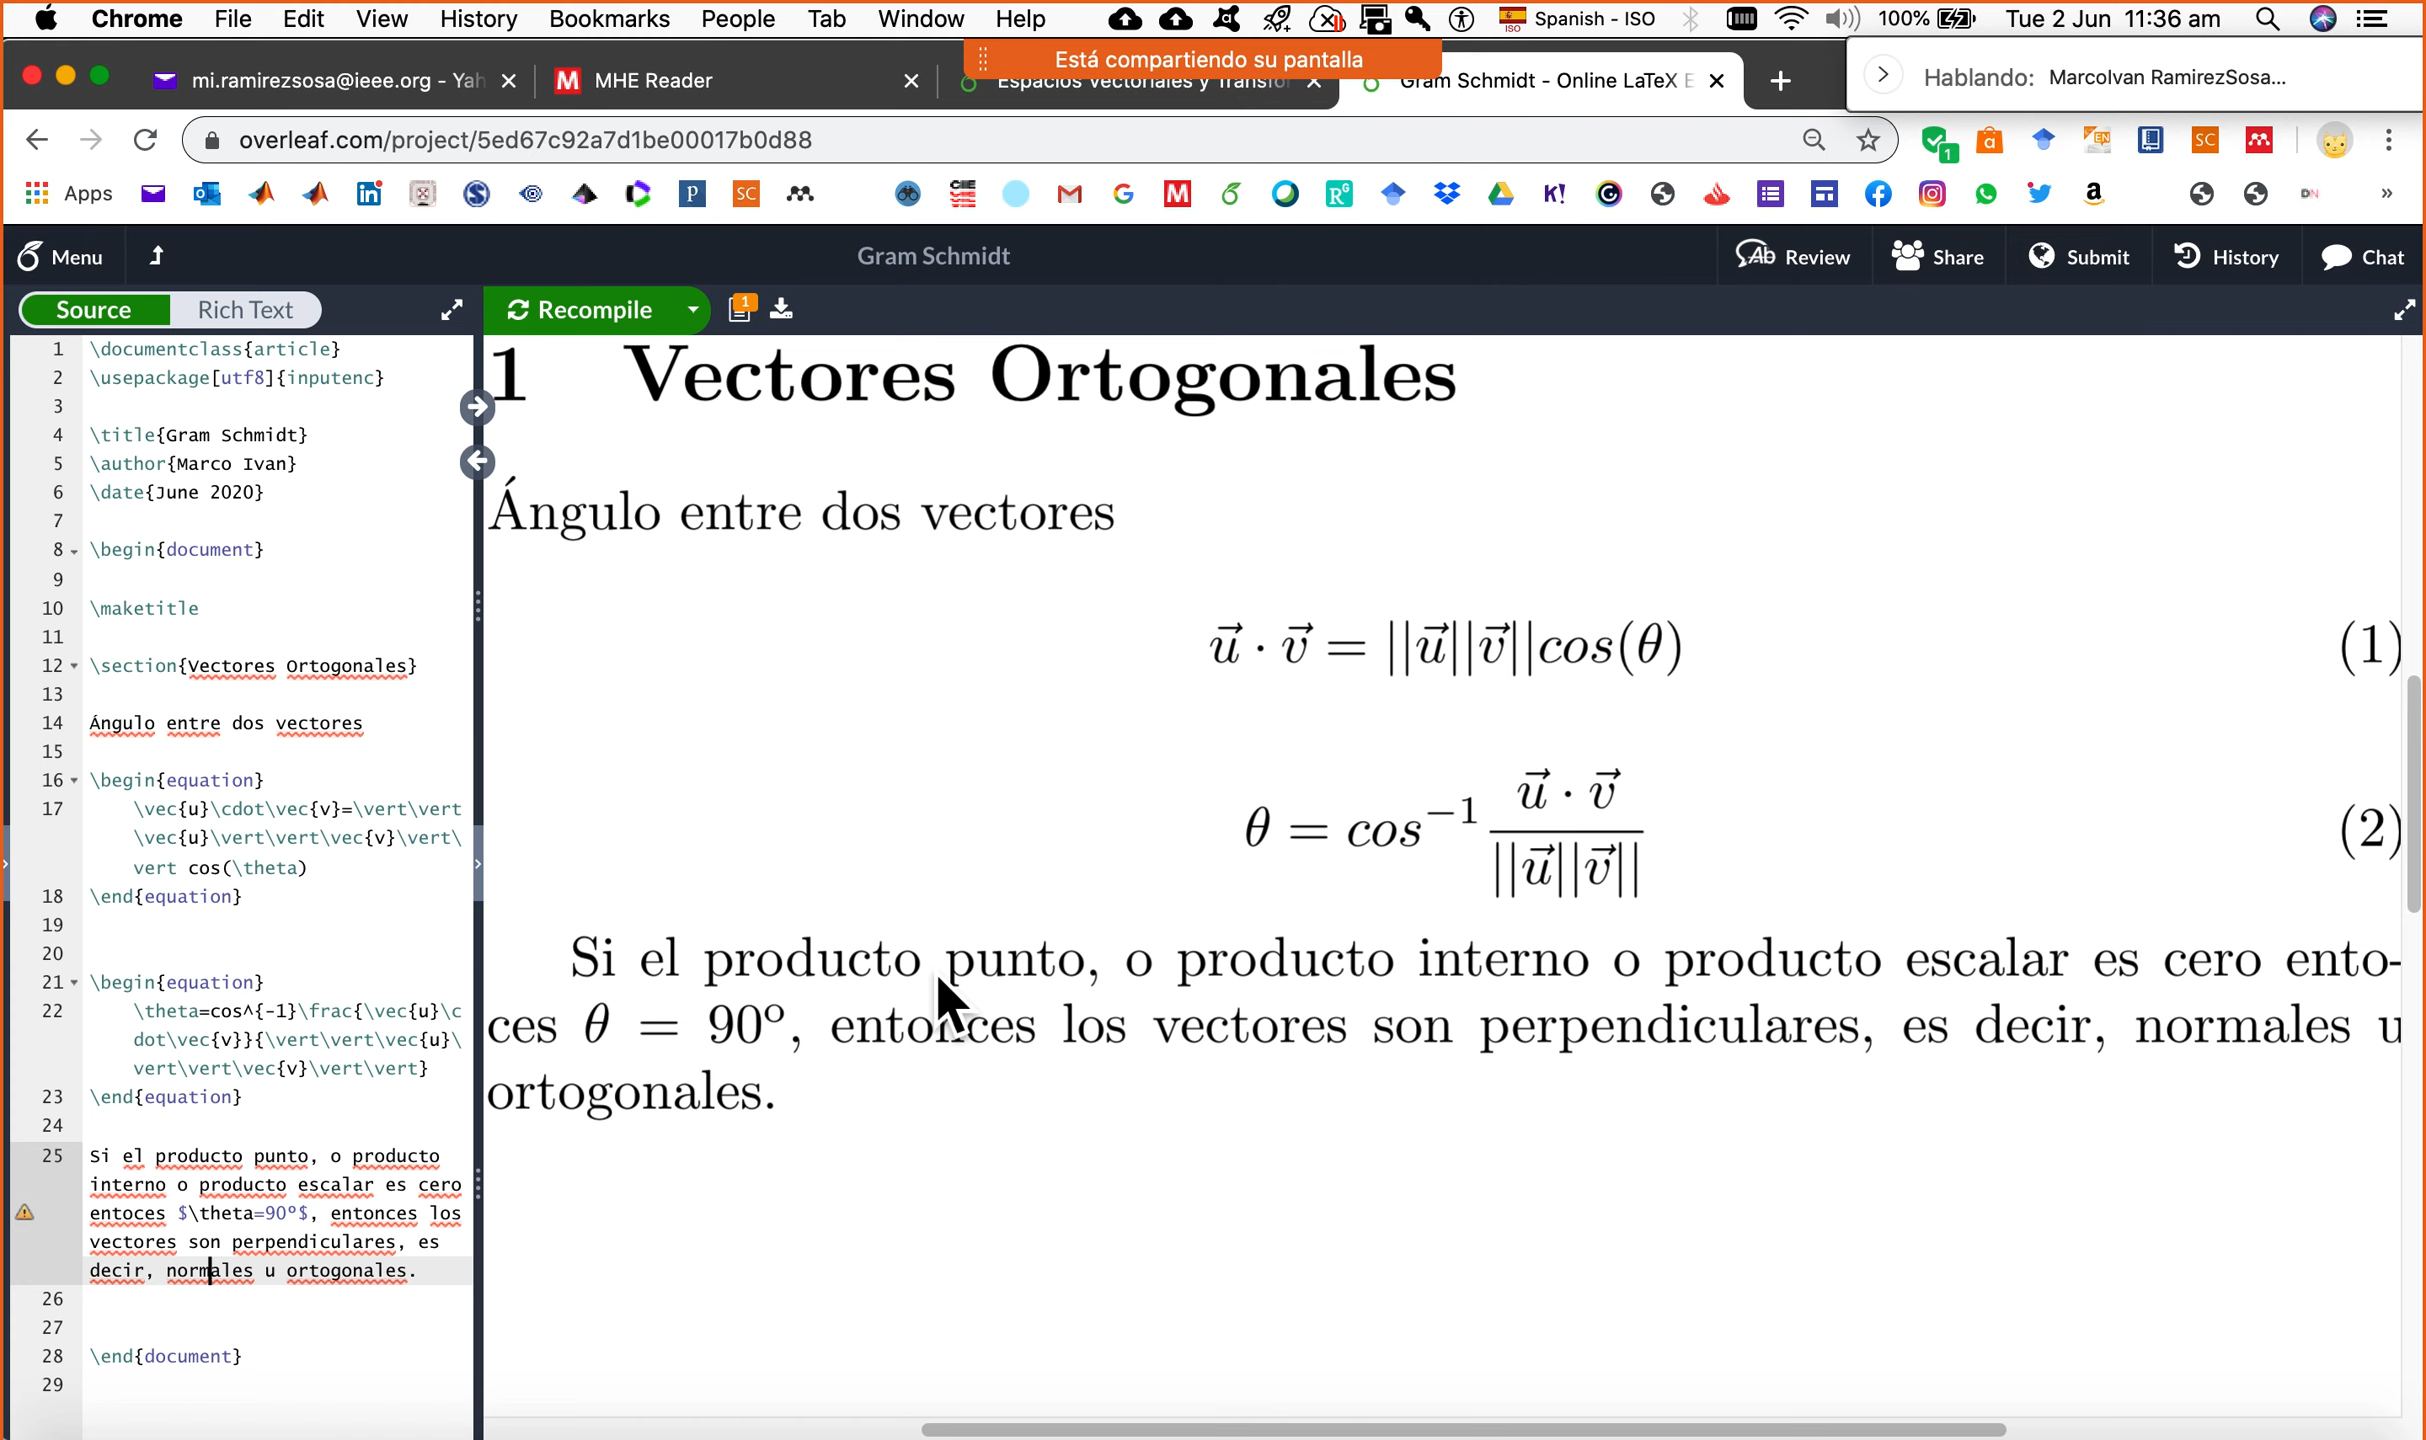 Chrome File Edit View History Bookmarks People Tab Window Help Spanish - ISO 100% Tue 2 Jun 11:36 am
Está compartiendo su pantalla
mi.ramirezsosa@ieee.org - Yah MHE Reader Espacios Vectoriales y Transfor Gram Schmidt - Online LaTeX E
Hablando: MarcoIvan RamirezSosa...
overleaf.com/project/5ed67c92a7d1be00017b0d88
Apps
Menu Gram Schmidt Review Share Submit History Chat
Source Rich Text Recompile 1
1 \documentclass{article}
2 \usepackage[utf8]{inputenc}
3
4 \title{Gram Schmidt}
5 \author{Marco Ivan}
6 \date{June 2020}
7
8 \begin{document}
9
10 \maketitle
11
12 \section{Vectores Ortogonales}
13
14 Ángulo entre dos vectores
15
16 \begin{equation}
17 \vec{u}\cdot\vec{v}=\vert\vert
\vec{u}\vert\vert\vec{v}\vert\
vert cos(\theta)
18 \end{equation}
19
20
21 \begin{equation}
22 \theta=cos^{-1}\frac{\vec{u}\c
dot\vec{v}}{\vert\vert\vec{u}\
vert\vert\vec{v}\vert\vert}
23 \end{equation}
24
25 Si el producto punto, o producto
interno o producto escalar es cero
entoces $\theta=90º$, entonces los
vectores son perpendiculares, es
decir, normales u ortogonales.
26
27
28 \end{document}
29
1 Vectores Ortogonales
Ángulo entre dos vectores
u⃗ · v⃗ = ||u⃗||v⃗||cos(θ) (1)
θ = cos⁻¹ u⃗ · v⃗ / ||u⃗||v⃗|| (2)
Si el producto punto, o producto interno o producto escalar es cero ento-
ces θ = 90º, entonces los vectores son perpendiculares, es decir, normales u
ortogonales.